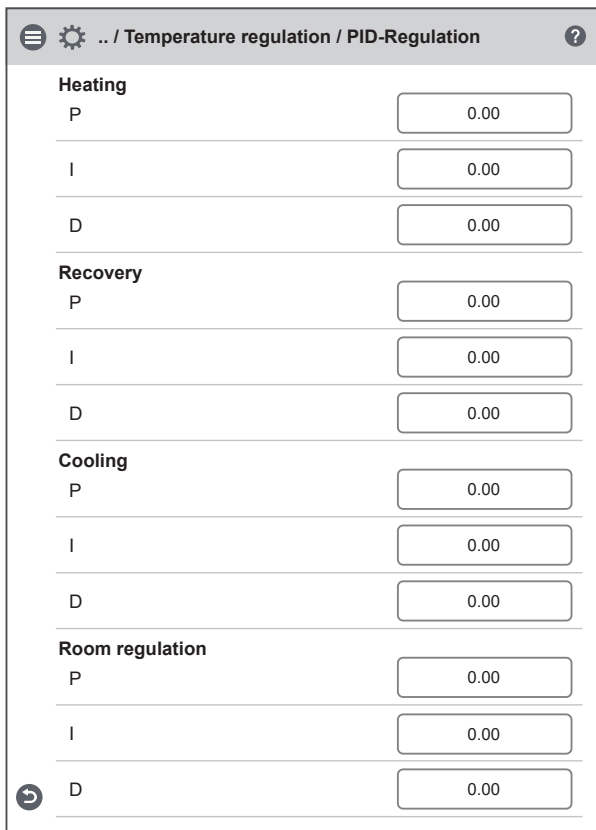 .. / Temperature regulation / PID-Regulation ?
Heating
P 0.00
I 0.00
D 0.00
Recovery
P 0.00
I 0.00
D 0.00
Cooling
P 0.00
I 0.00
D 0.00
Room regulation
P 0.00
I 0.00
D 0.00